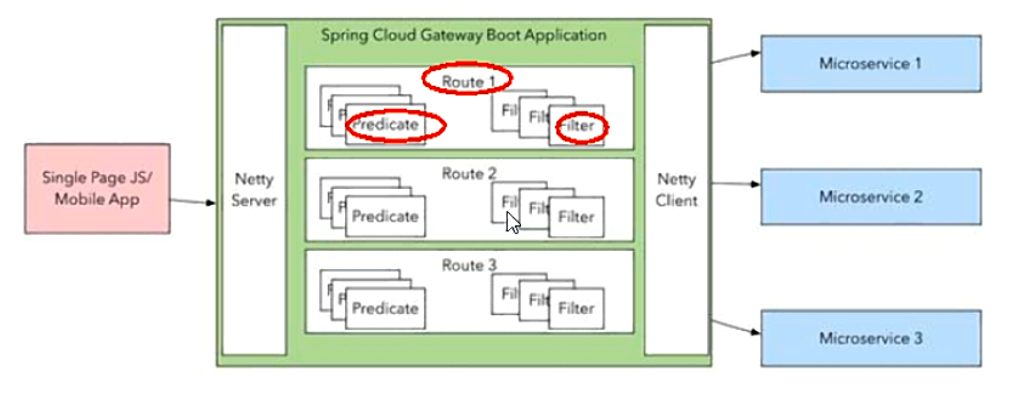 Spring Cloud Gateway Boot Application
Single Page JS/
Mobile App
Netty
Server
Route 1
Predicate
Fil
Filt
Filter
Route 2
Predicate
Fil
Filt
Filter
Route 3
Predicate
Fil
Filt
Filter
Netty
Client
Microservice 1
Microservice 2
Microservice 3